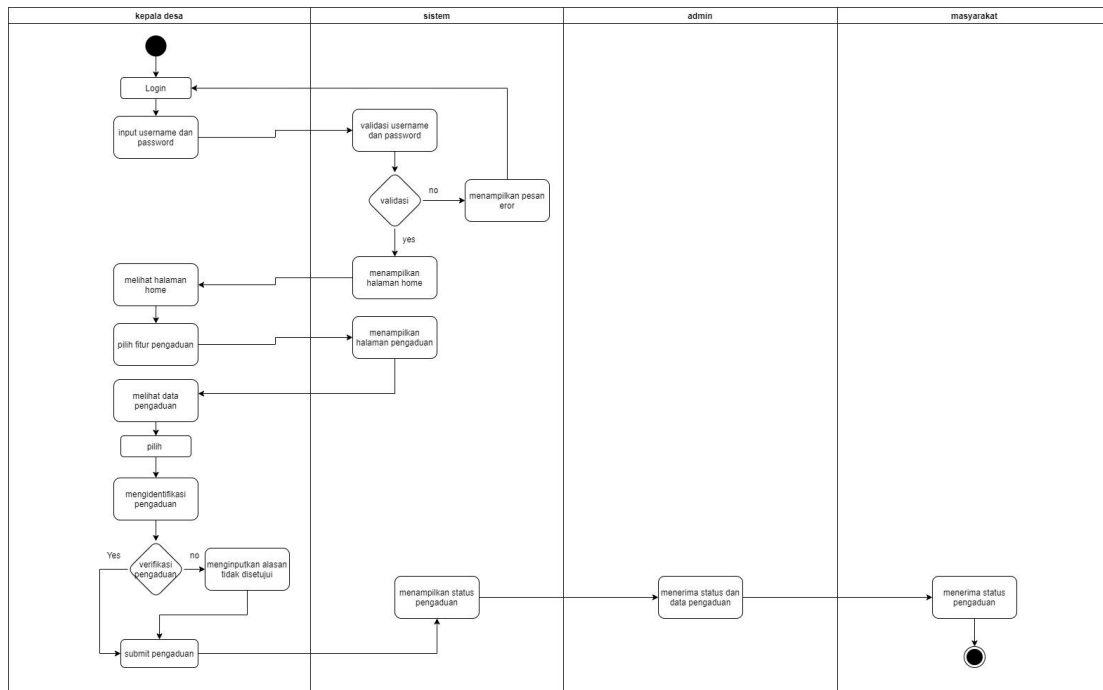 kepala desa
sistem
admin
masyarakat
Login
input username dan
password
validasi username
dan password
validasi
no
menampilkan pesan
eror
yes
menampilkan
halaman home
melihat halaman
home
pilih fitur pengaduan
menampilkan
halaman pengaduan
melihat data
pengaduan
pilih
mengidentifikasi
pengaduan
Yes
verifikasi
pengaduan
no
menginputkan alasan
tidak disetujui
submit pengaduan
menampilkan status
pengaduan
menerima status dan
data pengaduan
menerima status
pengaduan